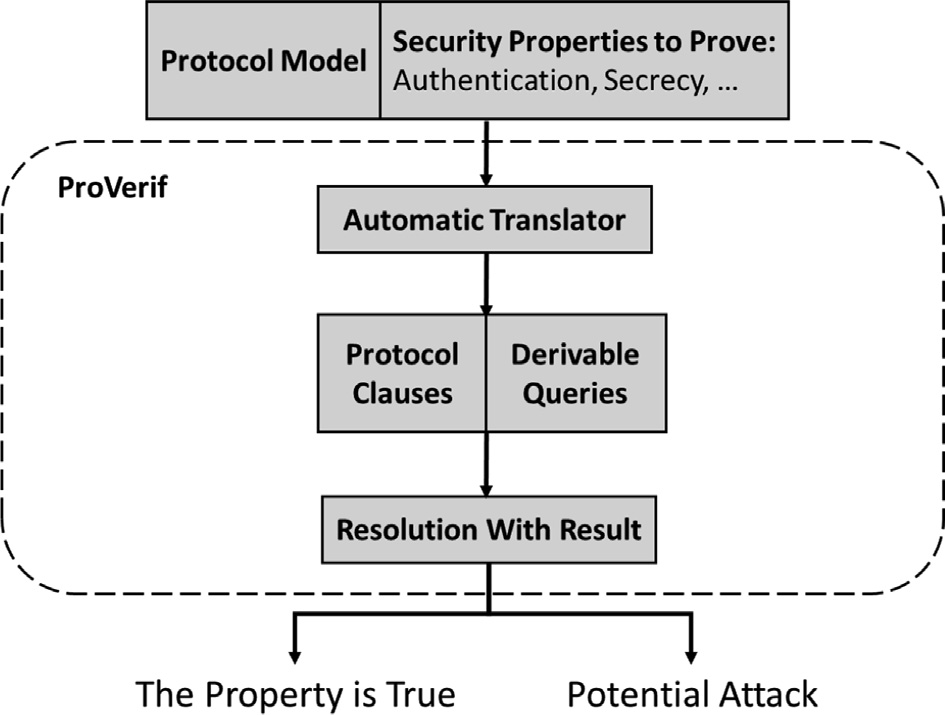 Protocol Model
Security Properties to Prove:
Authentication, Secrecy, ...
ProVerif
Automatic Translator
Protocol
Clauses
Derivable
Queries
Resolution With Result
The Property is True
Potential Attack